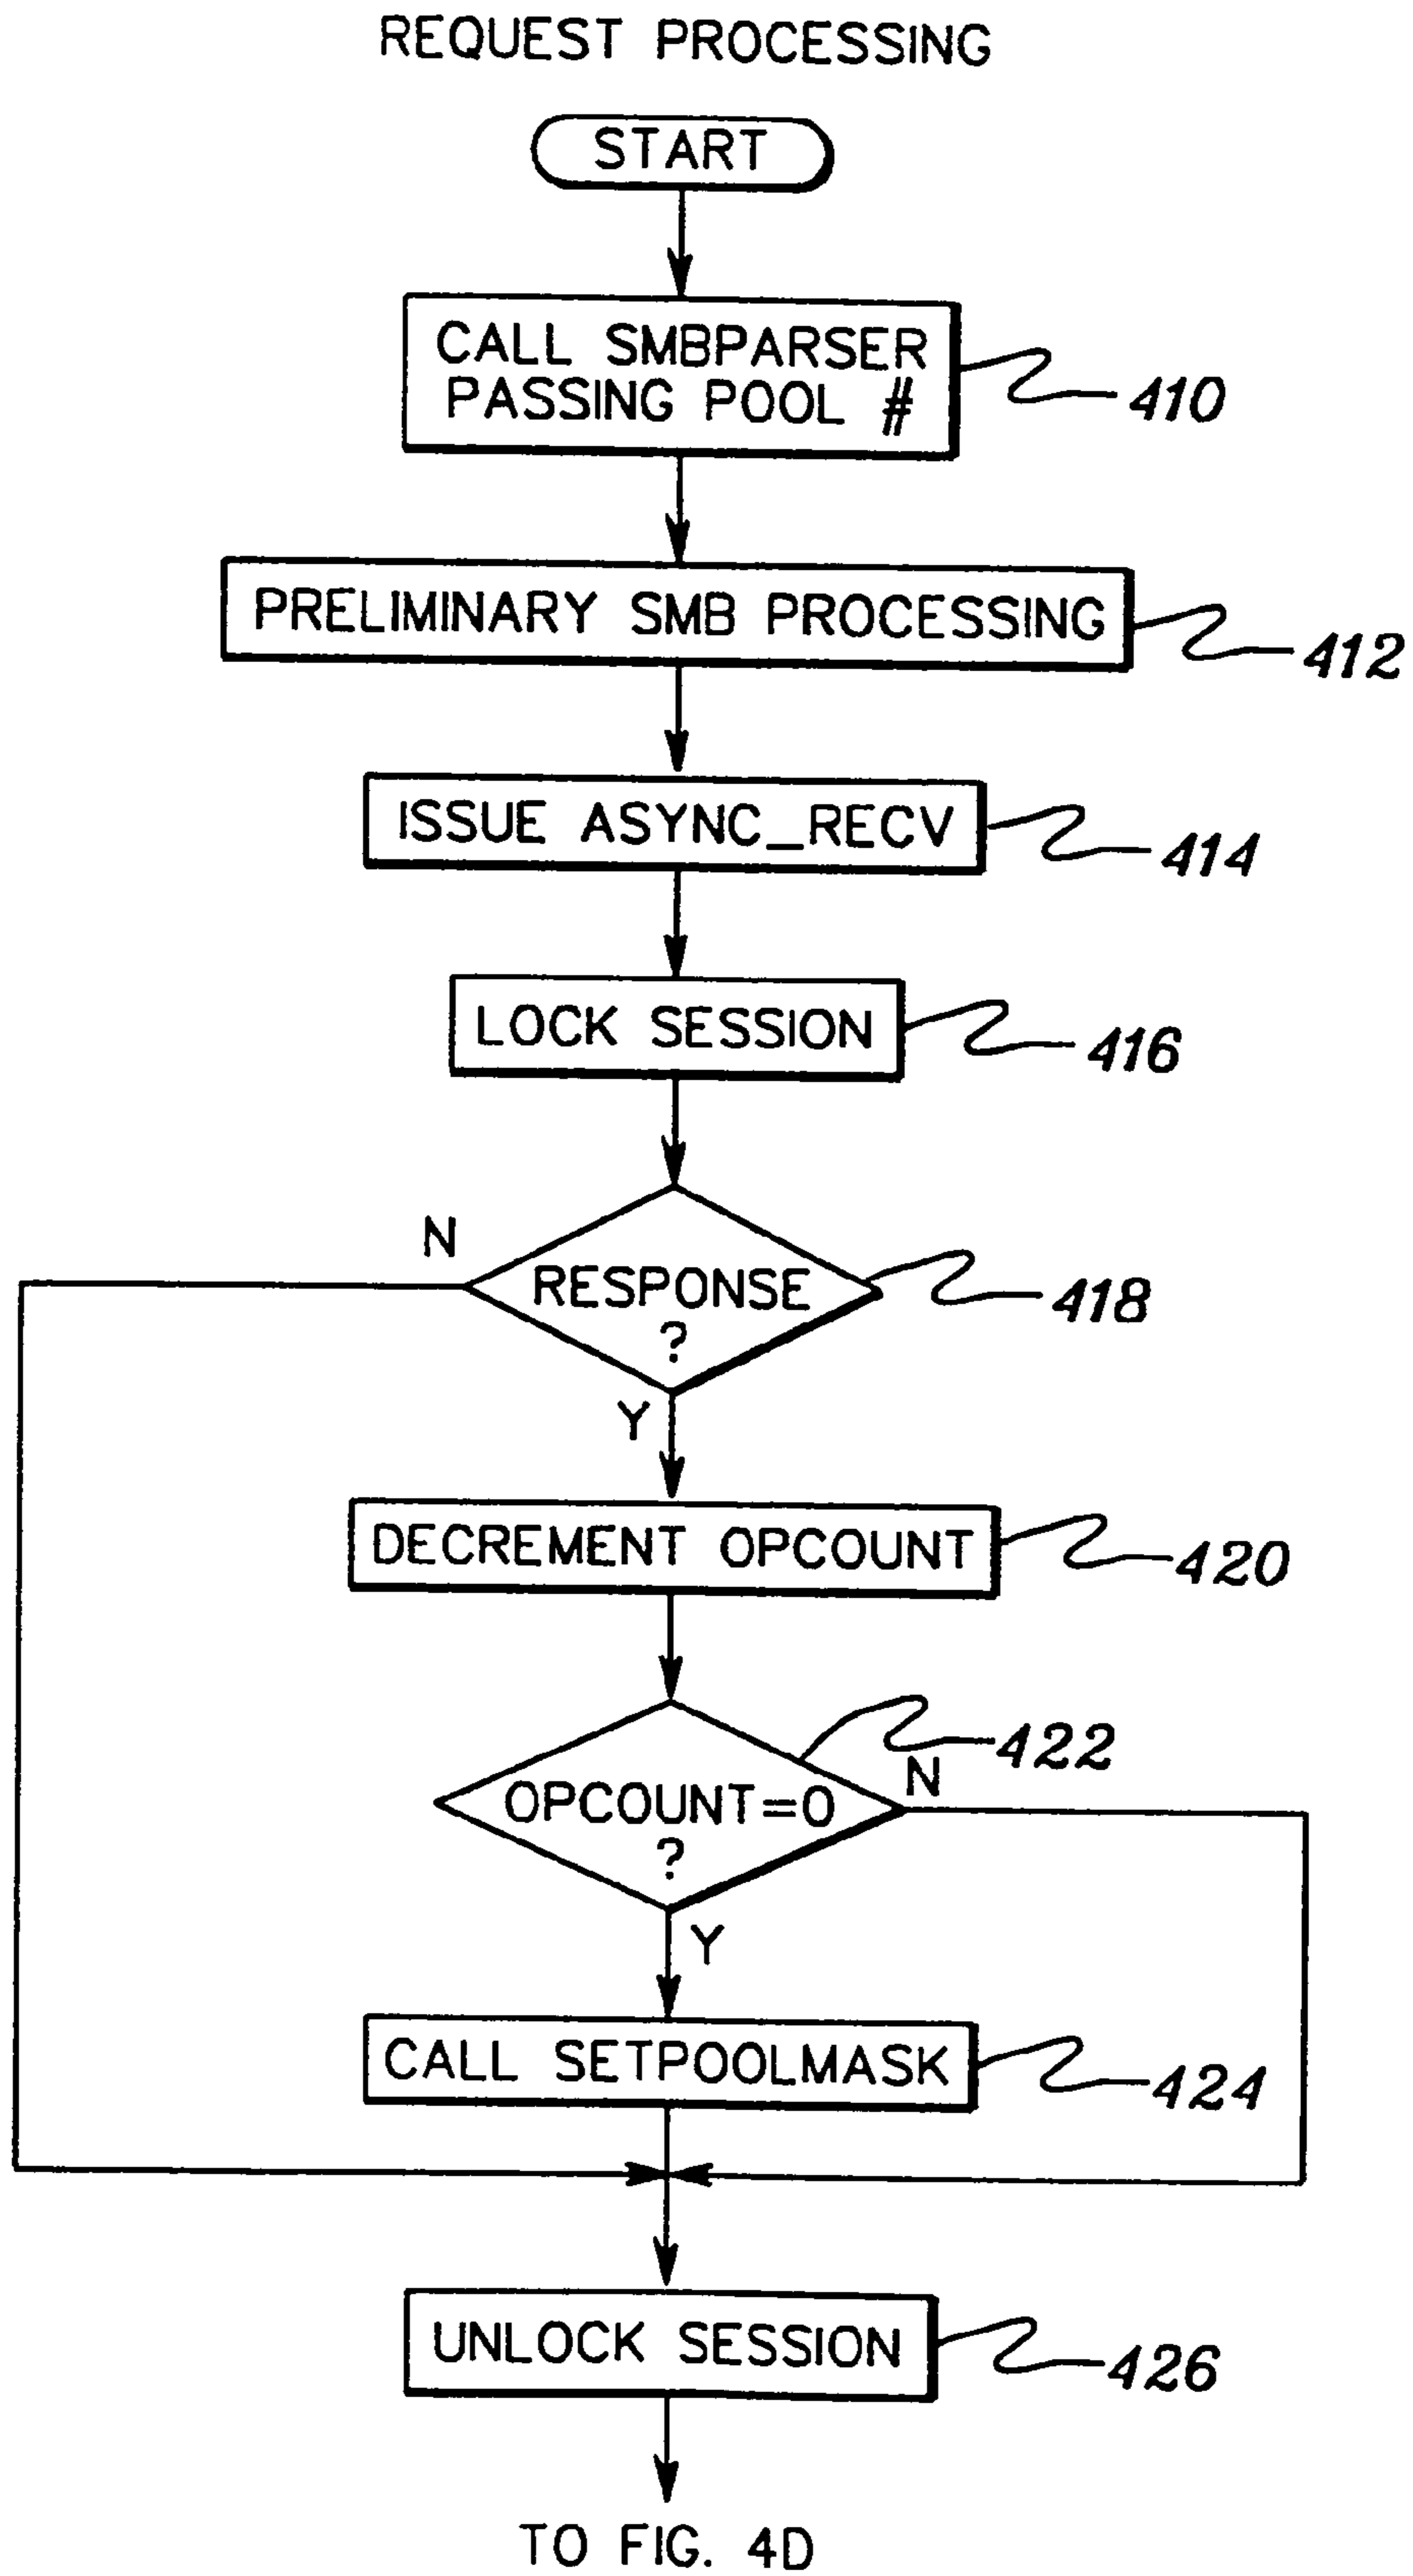 REQUEST PROCESSING
START
CALL SMBPARSER
PASSING POOL #
410
PRELIMINARY SMB PROCESSING
412
ISSUE ASYNC_RECV
414
LOCK SESSION
416
N
RESPONSE
?
418
Y
DECREMENT OPCOUNT
420
422
N
OPCOUNT=0
?
Y
CALL SETPOOLMASK
424
UNLOCK SESSION
426
TO FIG. 4D